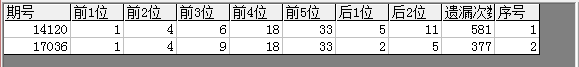 期号 前1位 前2位 前3位 前4位 前5位 后1位 后2位 遗漏次数 序号
14120 1 4 6 18 33 5 11 581 1
17036 1 4 9 18 33 2 5 377 2